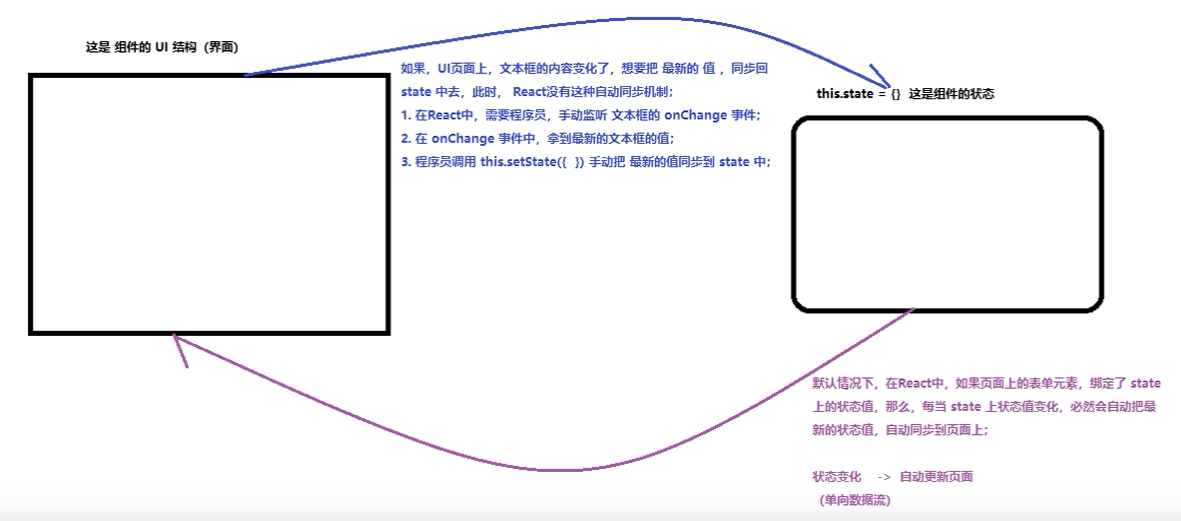 这是 组件的 UI 结构（界面）
如果，UI页面上，文本框的内容变化了，想要把 最新的 值 ，同步回
state 中去，此时， React没有这种自动同步机制；
1. 在React中，需要程序员，手动监听 文本框的 onChange 事件；
2. 在 onChange 事件中，拿到最新的文本框的值；
3. 程序员调用 this.setState({  }) 手动把 最新的值同步到 state 中；
this.state = {}  这是组件的状态
默认情况下，在React中，如果页面上的表单元素，绑定了 state
上的状态值，那么，每当 state 上状态值变化，必然会自动把最
新的状态值，自动同步到页面上；
状态变化    ->  自动更新页面
（单向数据流）